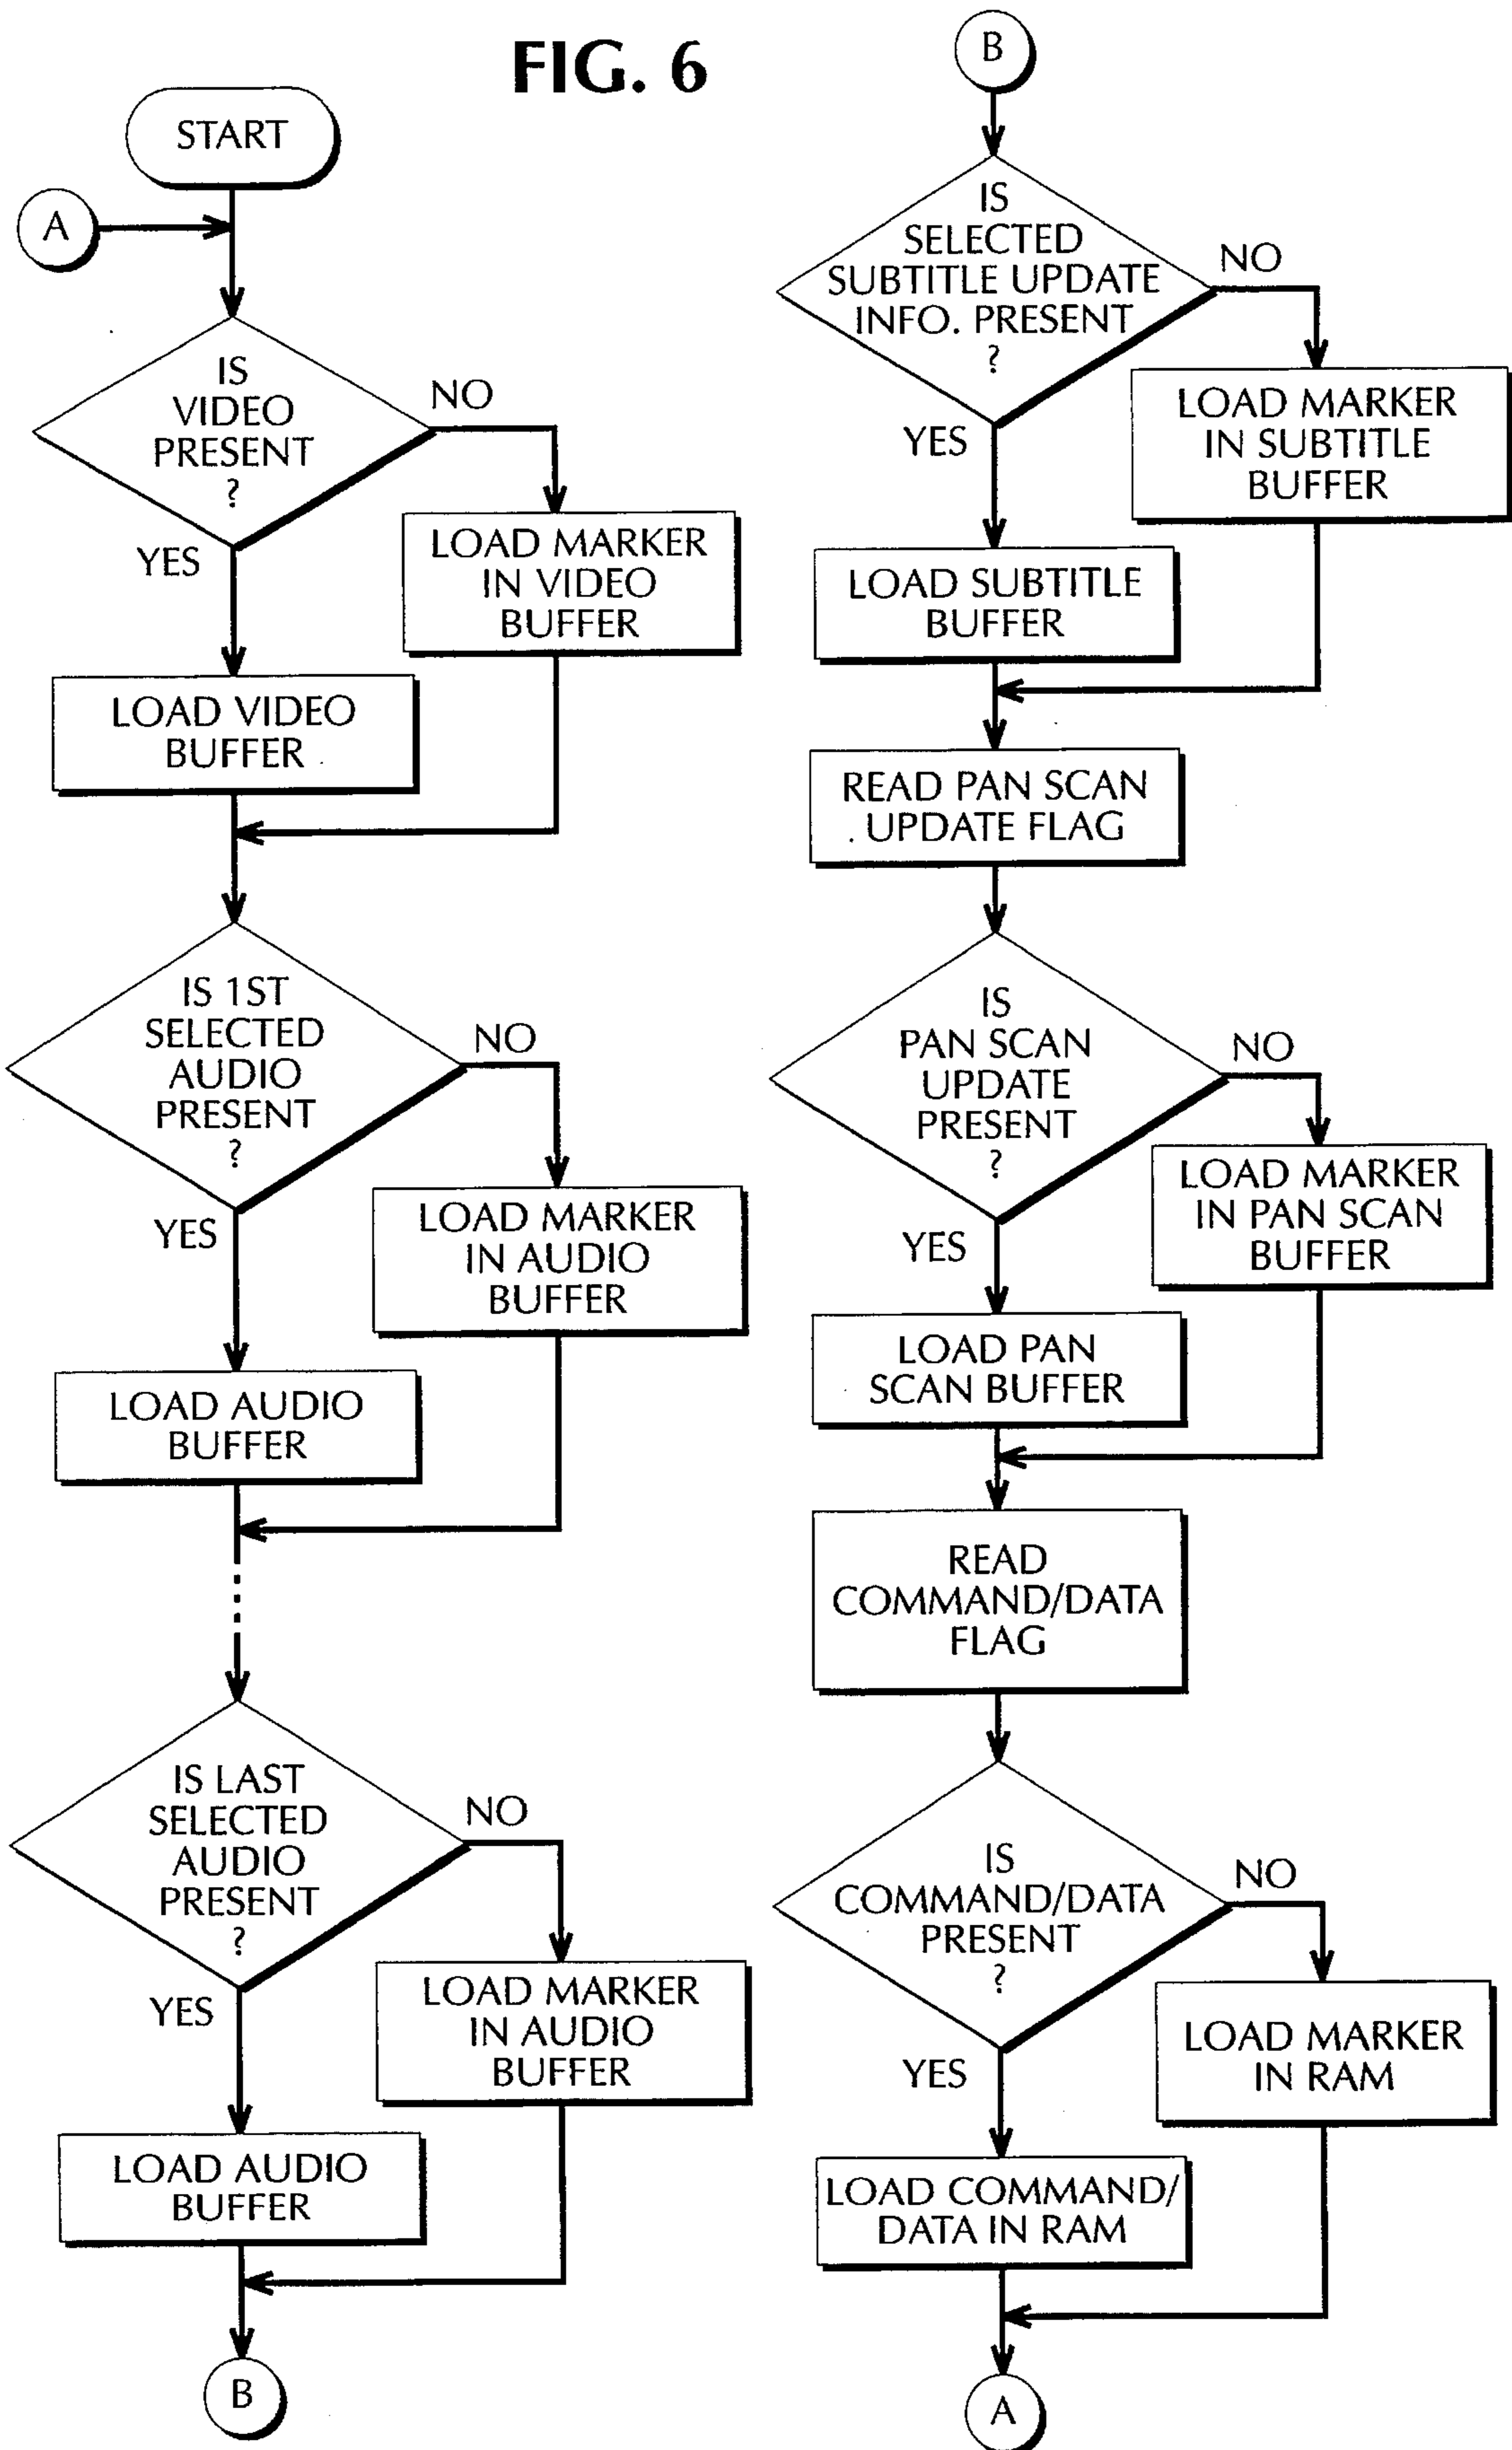 FIG. 6
START
A
IS
VIDEO
PRESENT
?
NO
YES
LOAD MARKER
IN VIDEO
BUFFER
LOAD VIDEO
BUFFER
IS 1ST
SELECTED
AUDIO
PRESENT
?
NO
YES
LOAD MARKER
IN AUDIO
BUFFER
LOAD AUDIO
BUFFER
IS LAST
SELECTED
AUDIO
PRESENT
?
NO
YES
LOAD MARKER
IN AUDIO
BUFFER
LOAD AUDIO
BUFFER
B
B
IS
SELECTED
SUBTITLE UPDATE
INFO. PRESENT
?
NO
YES
LOAD MARKER
IN SUBTITLE
BUFFER
LOAD SUBTITLE
BUFFER
READ PAN SCAN
UPDATE FLAG
IS
PAN SCAN
UPDATE
PRESENT
?
NO
YES
LOAD MARKER
IN PAN SCAN
BUFFER
LOAD PAN
SCAN BUFFER
READ
COMMAND/DATA
FLAG
IS
COMMAND/DATA
PRESENT
?
NO
YES
LOAD MARKER
IN RAM
LOAD COMMAND/
DATA IN RAM
A